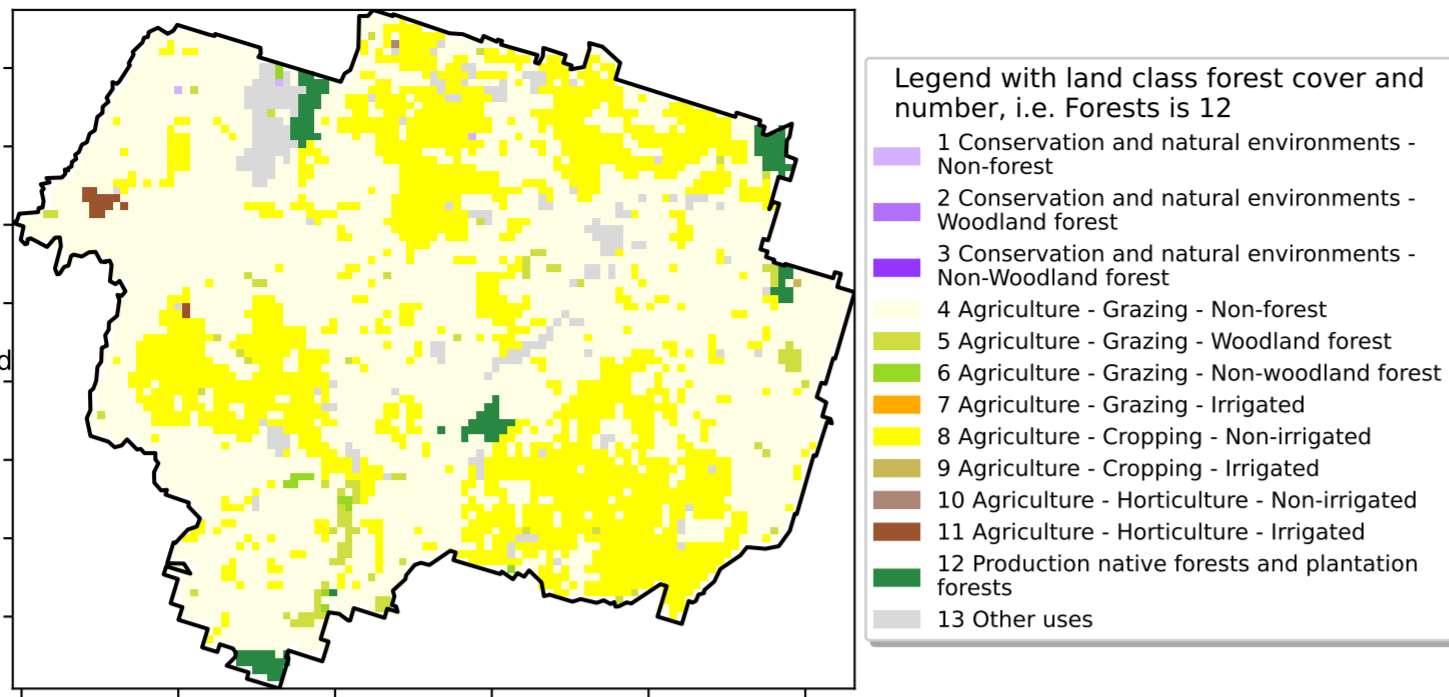 d
Legend with land class forest cover and
number, i.e. Forests is 12
1 Conservation and natural environments -
Non-forest
2 Conservation and natural environments -
Woodland forest
3 Conservation and natural environments -
Non-Woodland forest
4 Agriculture - Grazing - Non-forest
5 Agriculture - Grazing - Woodland forest
6 Agriculture - Grazing - Non-woodland forest
7 Agriculture - Grazing - Irrigated
8 Agriculture - Cropping - Non-irrigated
9 Agriculture - Cropping - Irrigated
10 Agriculture - Horticulture - Non-irrigated
11 Agriculture - Horticulture - Irrigated
12 Production native forests and plantation
forests
13 Other uses